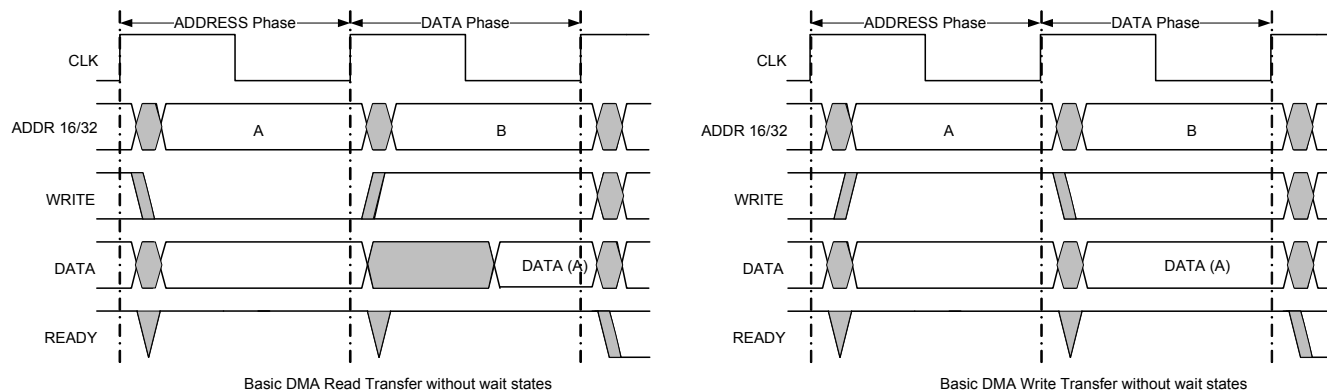 ADDRESS Phase DATA Phase
CLK
ADDR 16/32 A B
WRITE
DATA DATA (A)
READY
Basic DMA Read Transfer without wait states
ADDRESS Phase DATA Phase
CLK
ADDR 16/32 A B
WRITE
DATA DATA (A)
READY
Basic DMA Write Transfer without wait states